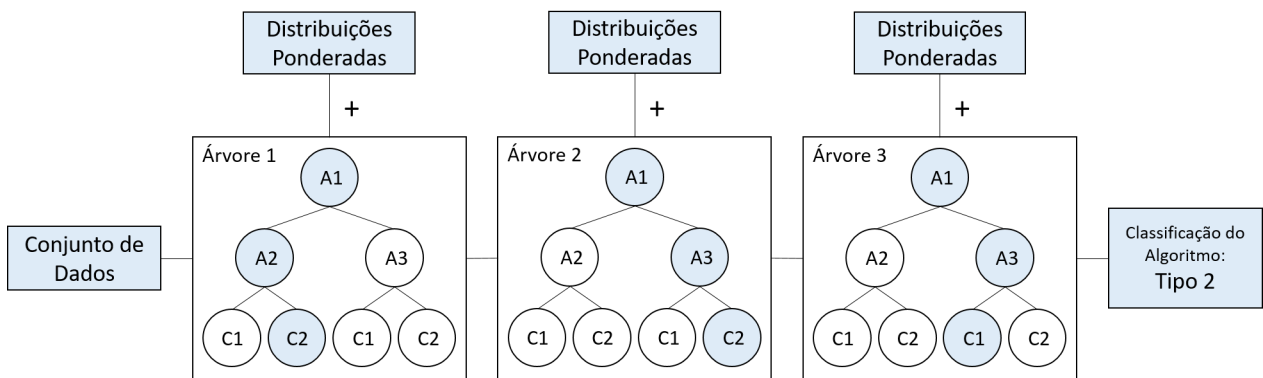 Distribuições
Ponderadas
Distribuições
Ponderadas
Distribuições
Ponderadas
+
+
+
Conjunto de
Dados
Árvore 1
A1
A2
A3
C1
C2
C1
C2
Árvore 2
A1
A2
A3
C1
C2
C1
C2
Árvore 3
A1
A2
A3
C1
C2
C1
C2
Classificação do
Algoritmo:
Tipo 2